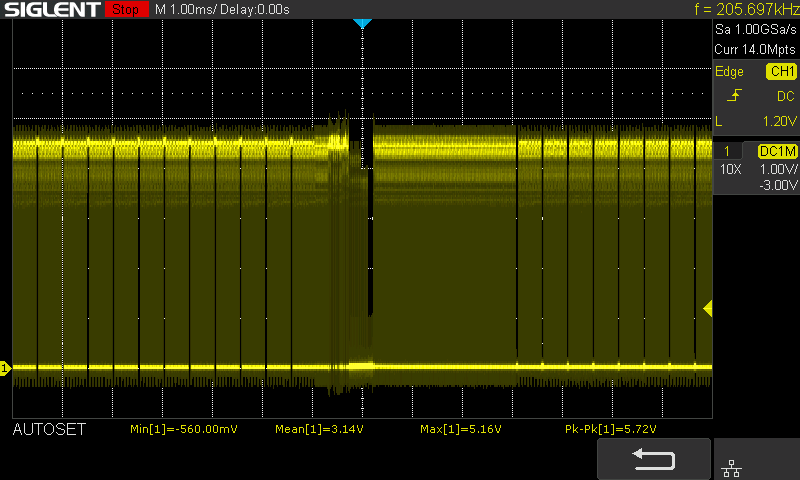 SIGLENT Stop M 1.00ms/ Delay:0.00s f = 205.697kHz
Sa 1.00GSa/s
Curr 14.0Mpts
Edge CH1
DC
L 1.20V
1 DC1M
10X 1.00V/
-3.00V
1
AUTOSET Min[1]=-560.00mV Mean[1]=3.14V Max[1]=5.16V Pk-Pk[1]=5.72V